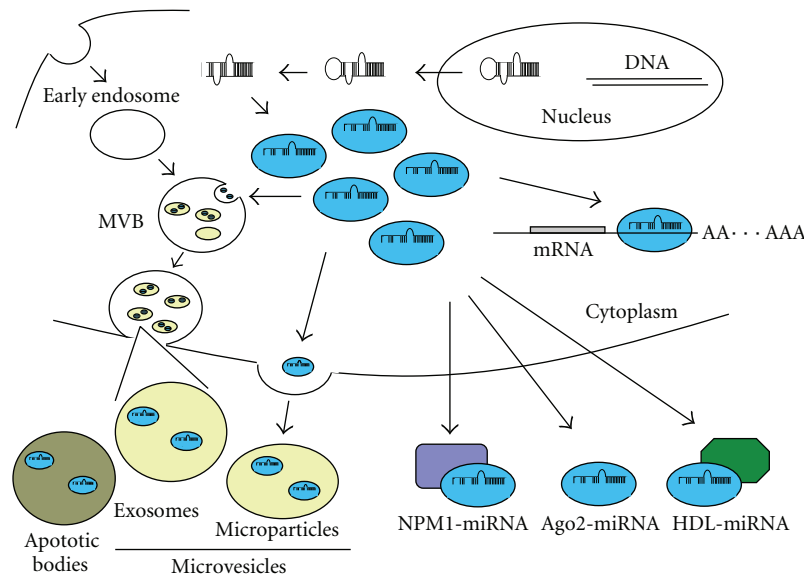 DNA
Early endosome
Nucleus
MVB
mRNA
AA · · · AAA
Cytoplasm
Exosomes
Microparticles
NPM1-miRNA
Ago2-miRNA
HDL-miRNA
Apototic
bodies
Microvesicles